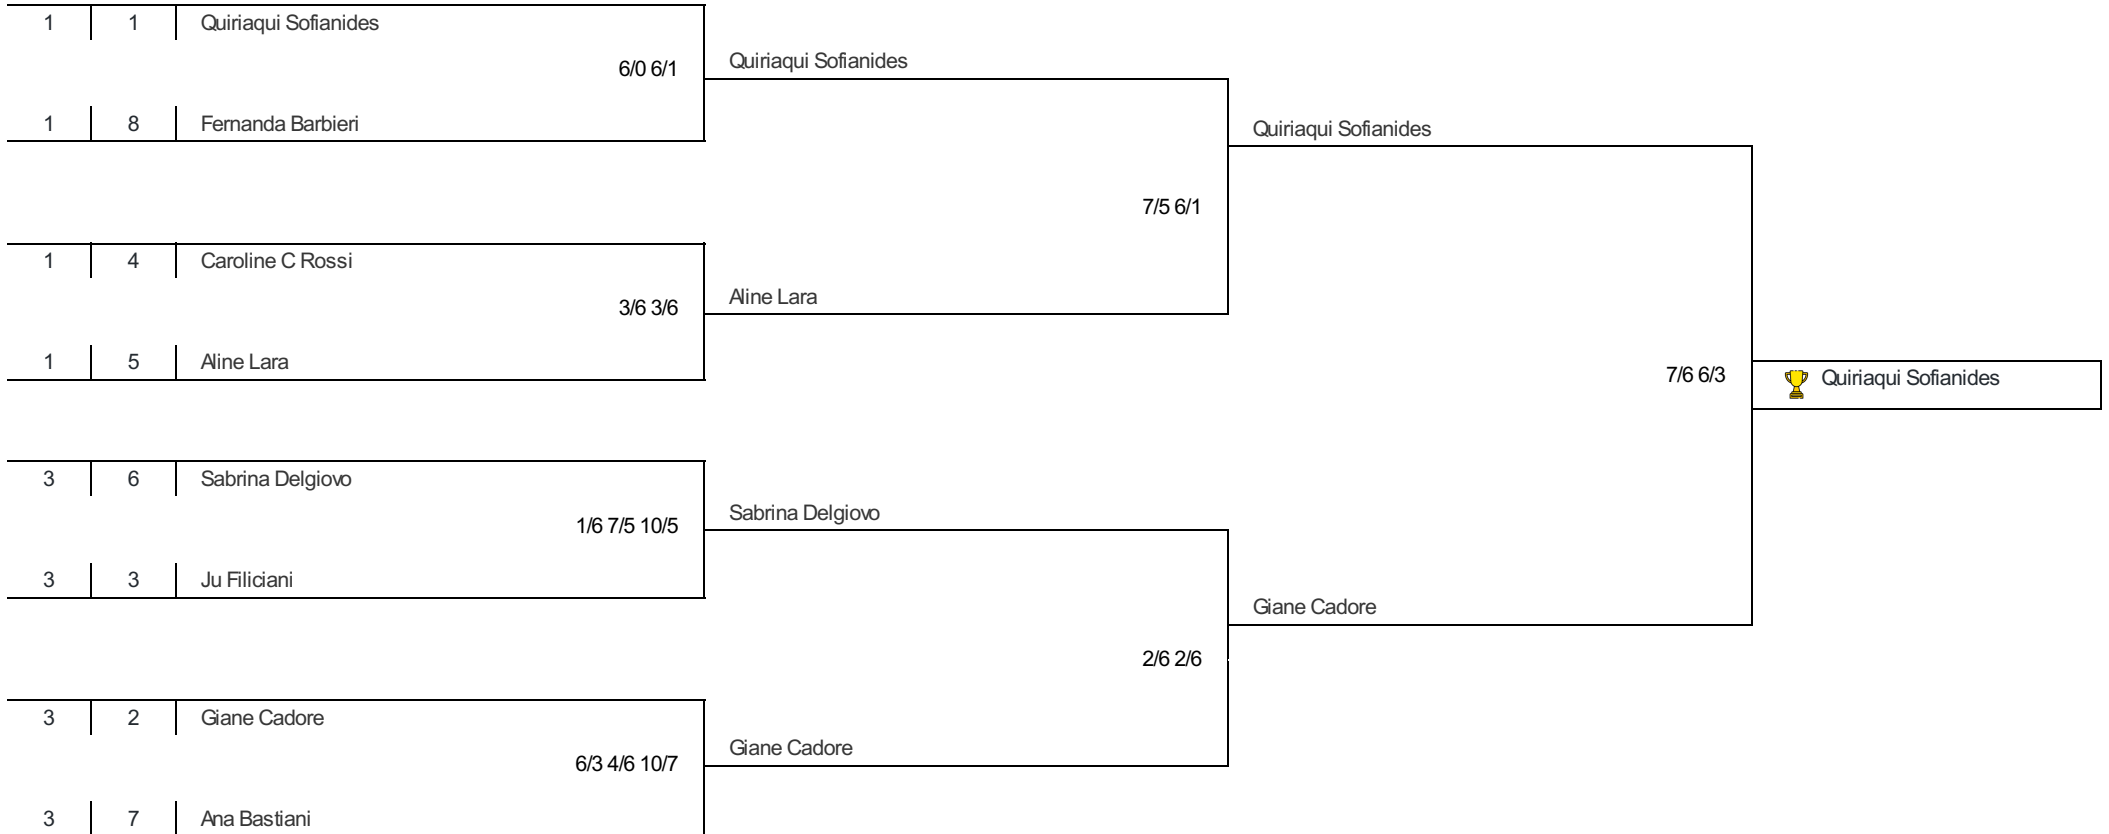 1 1 Quiriaqui Sofianides
6/0 6/1
Quiriaqui Sofianides
1 8 Fernanda Barbieri
Quiriaqui Sofianides
7/5 6/1
1 4 Caroline C Rossi
3/6 3/6
Aline Lara
1 5 Aline Lara
7/6 6/3
Quiriaqui Sofianides
3 6 Sabrina Delgiovo
1/6 7/5 10/5
Sabrina Delgiovo
3 3 Ju Filiciani
Giane Cadore
2/6 2/6
3 2 Giane Cadore
6/3 4/6 10/7
Giane Cadore
3 7 Ana Bastiani